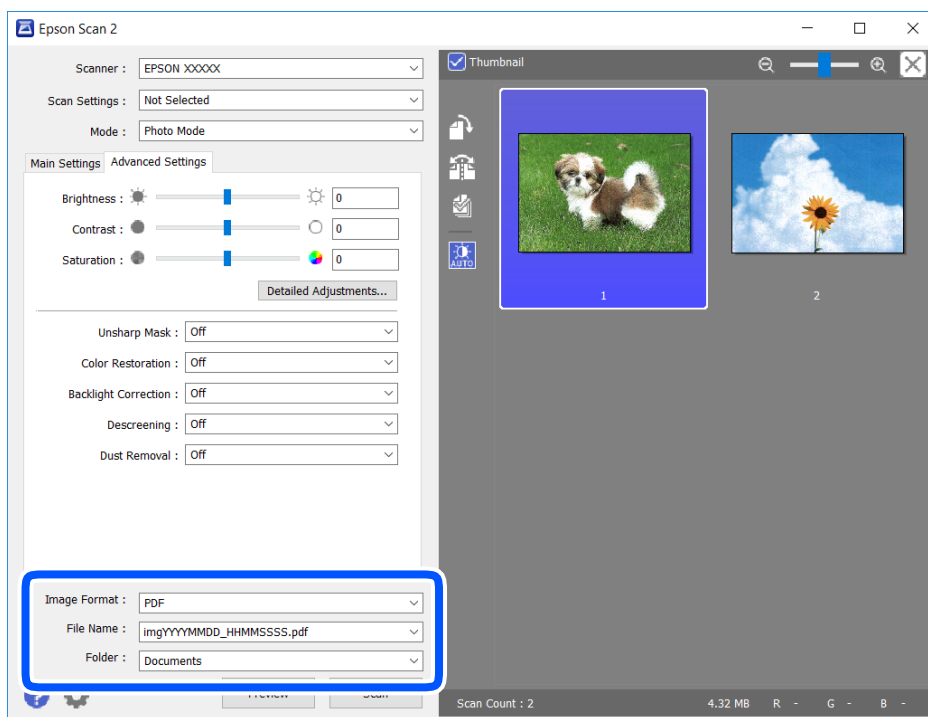 Epson Scan 2
Scanner : EPSON XXXXX
Scan Settings : Not Selected
Mode : Photo Mode
Main Settings Advanced Settings
Brightness : 0
Contrast : 0
Saturation : 0
Detailed Adjustments...
Unsharp Mask : Off
Color Restoration : Off
Backlight Correction : Off
Descreening : Off
Dust Removal : Off
Image Format : PDF
File Name : imgYYYYMMDD_HHMMSSSS.pdf
Folder : Documents
Preview Scan
Thumbnail
AUTO
1 2
Scan Count : 2 4.32 MB R - G - B -